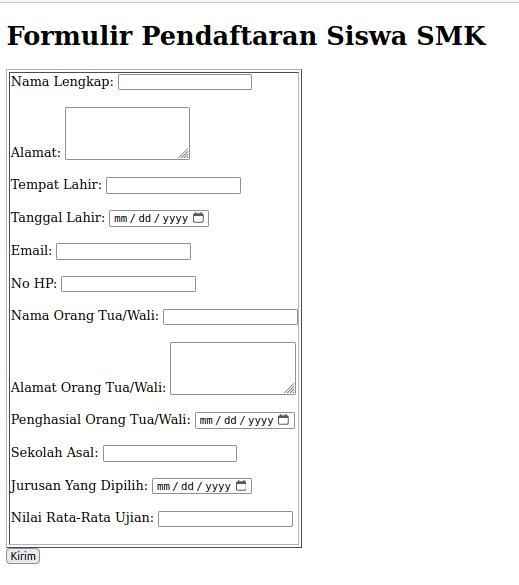 Formulir Pendaftaran Siswa SMK
Nama Lengkap:
Alamat:
Tempat Lahir:
Tanggal Lahir: mm / dd / yyyy
Email:
No HP:
Nama Orang Tua/Wali:
Alamat Orang Tua/Wali:
Penghasial Orang Tua/Wali: mm / dd / yyyy
Sekolah Asal:
Jurusan Yang Dipilih: mm / dd / yyyy
Nilai Rata-Rata Ujian:
Kirim